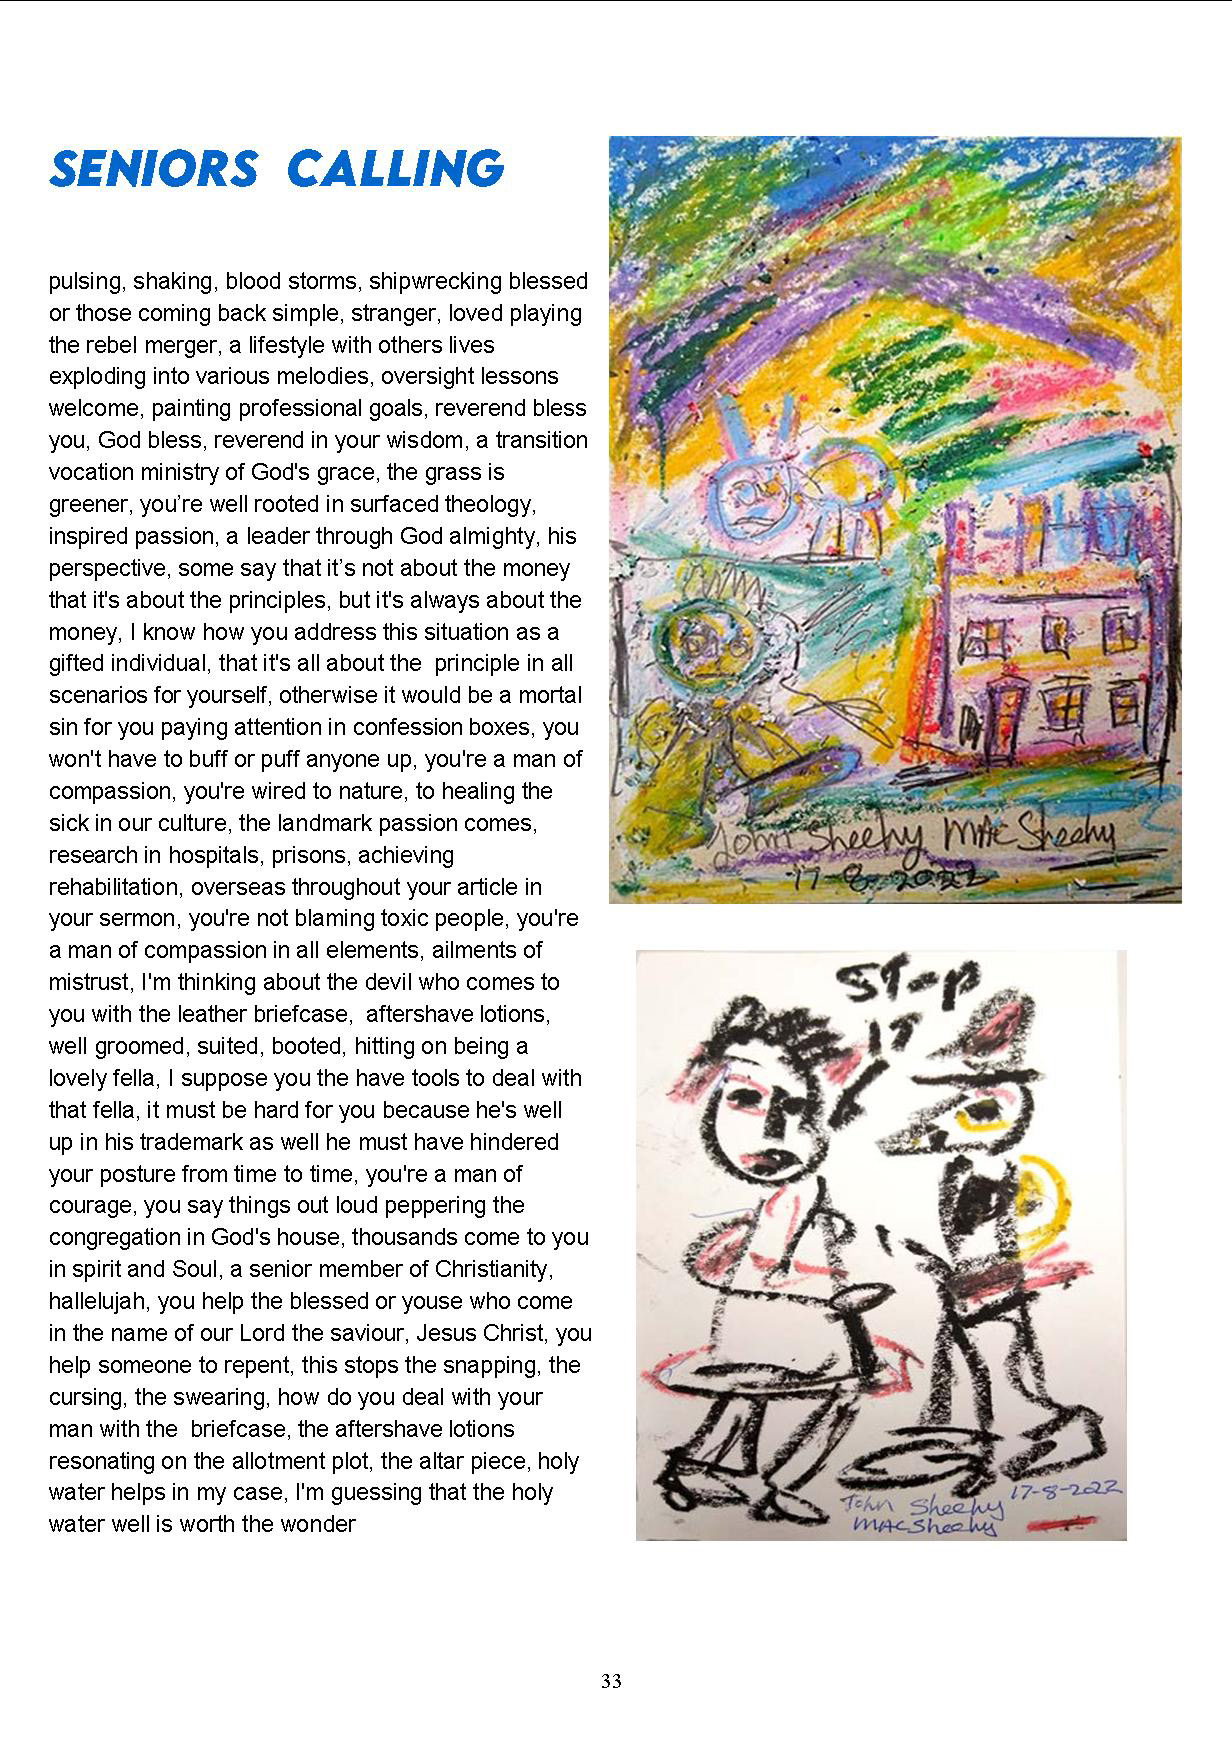 SENIORS CALLING
pulsing, shaking, blood storms, shipwrecking blessed
or those coming back simple, stranger, loved playing
the rebel merger, a lifestyle with others lives
exploding into various melodies, oversight lessons
welcome, painting professional goals, reverend bless
you, God bless, reverend in your wisdom, a transition
vocation ministry of God's grace, the grass is
greener, you’re well rooted in surfaced theology,
inspired passion, a leader through God almighty, his
perspective, some say that it’s not about the money
that it's about the principles, but it's always about the
money, I know how you address this situation as a
gifted individual, that it's all about the  principle in all
scenarios for yourself, otherwise it would be a mortal
sin for you paying attention in confession boxes, you
won't have to buff or puff anyone up, you're a man of
compassion, you're wired to nature, to healing the
sick in our culture, the landmark passion comes,
research in hospitals, prisons, achieving
rehabilitation, overseas throughout your article in
your sermon, you're not blaming toxic people, you're
a man of compassion in all elements, ailments of
mistrust, I'm thinking about the devil who comes to
you with the leather briefcase,  aftershave lotions,
well groomed, suited, booted, hitting on being a
lovely fella, I suppose you the have tools to deal with
that fella, it must be hard for you because he's well
up in his trademark as well he must have hindered
your posture from time to time, you're a man of
courage, you say things out loud peppering the
congregation in God's house, thousands come to you
in spirit and Soul, a senior member of Christianity,
hallelujah, you help the blessed or youse who come
in the name of our Lord the saviour, Jesus Christ, you
help someone to repent, this stops the snapping, the
cursing, the swearing, how do you deal with your
man with the  briefcase, the aftershave lotions
resonating on the allotment plot, the altar piece, holy
water helps in my case, I'm guessing that the holy
water well is worth the wonder
John Sheehy MAC Sheehy
17-8-2022
Stop
IT
John Sheehy 17-8-2022
MAC Sheehy
33